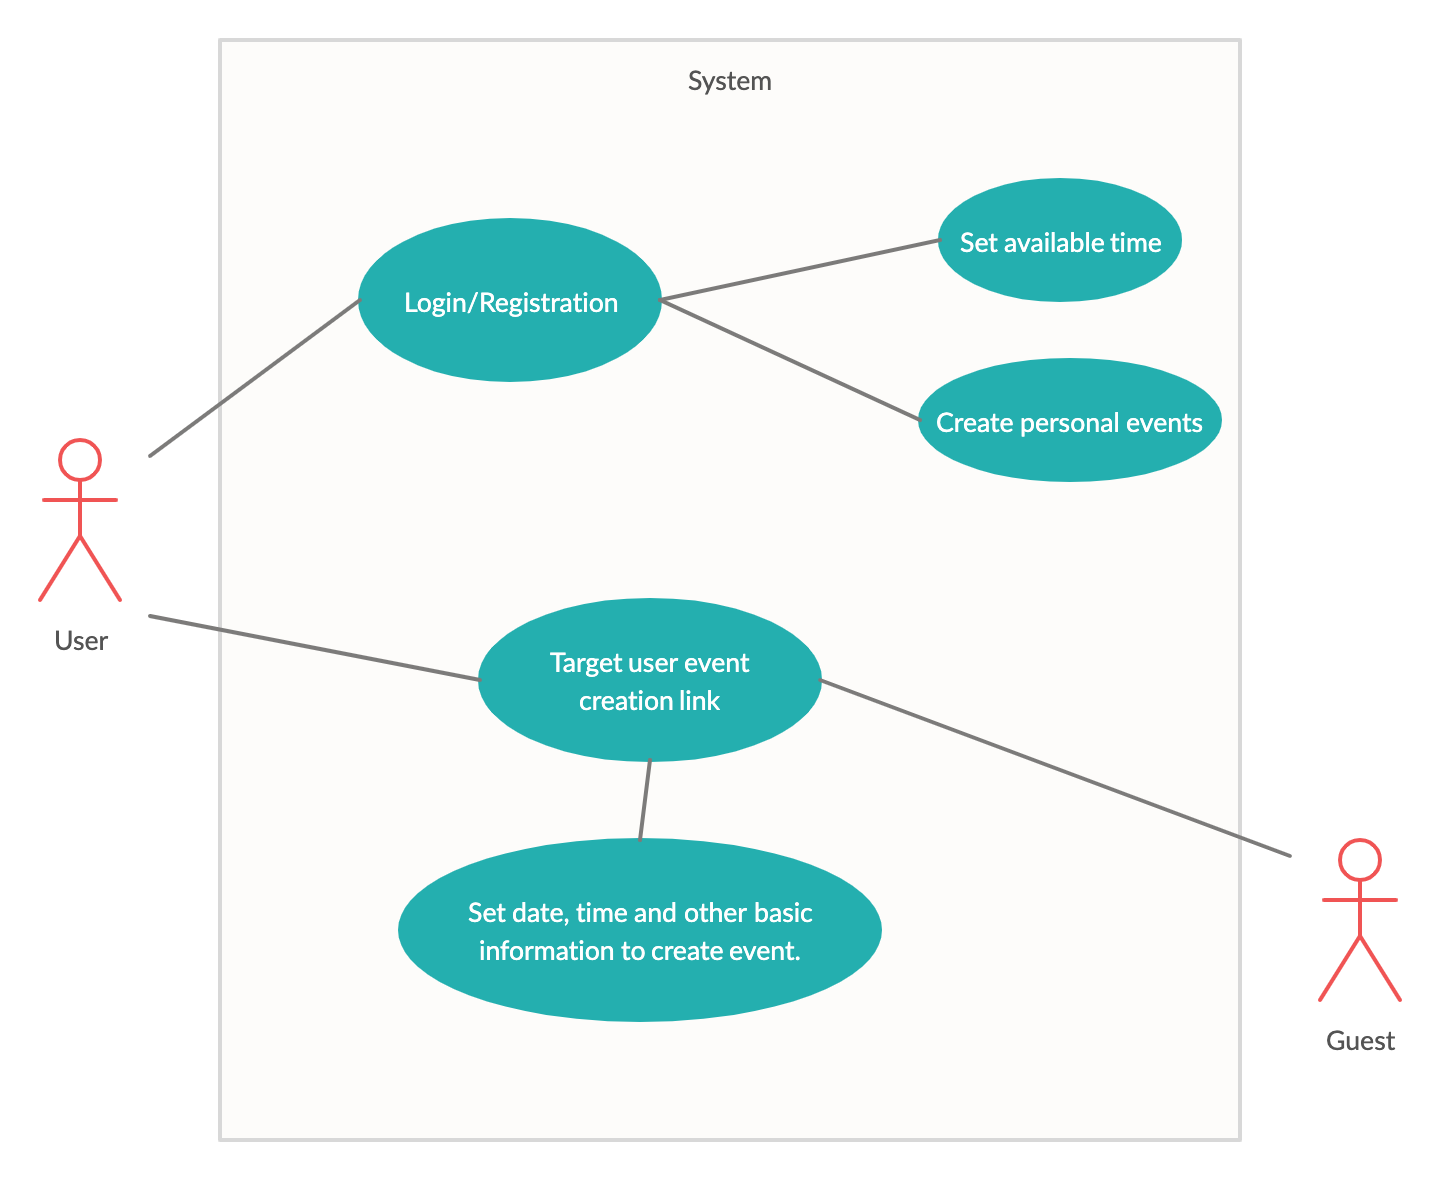 System
Set available time
Login/Registration
Create personal events
User
Target user event
creation link
Set date, time and other basic
information to create event.
Guest